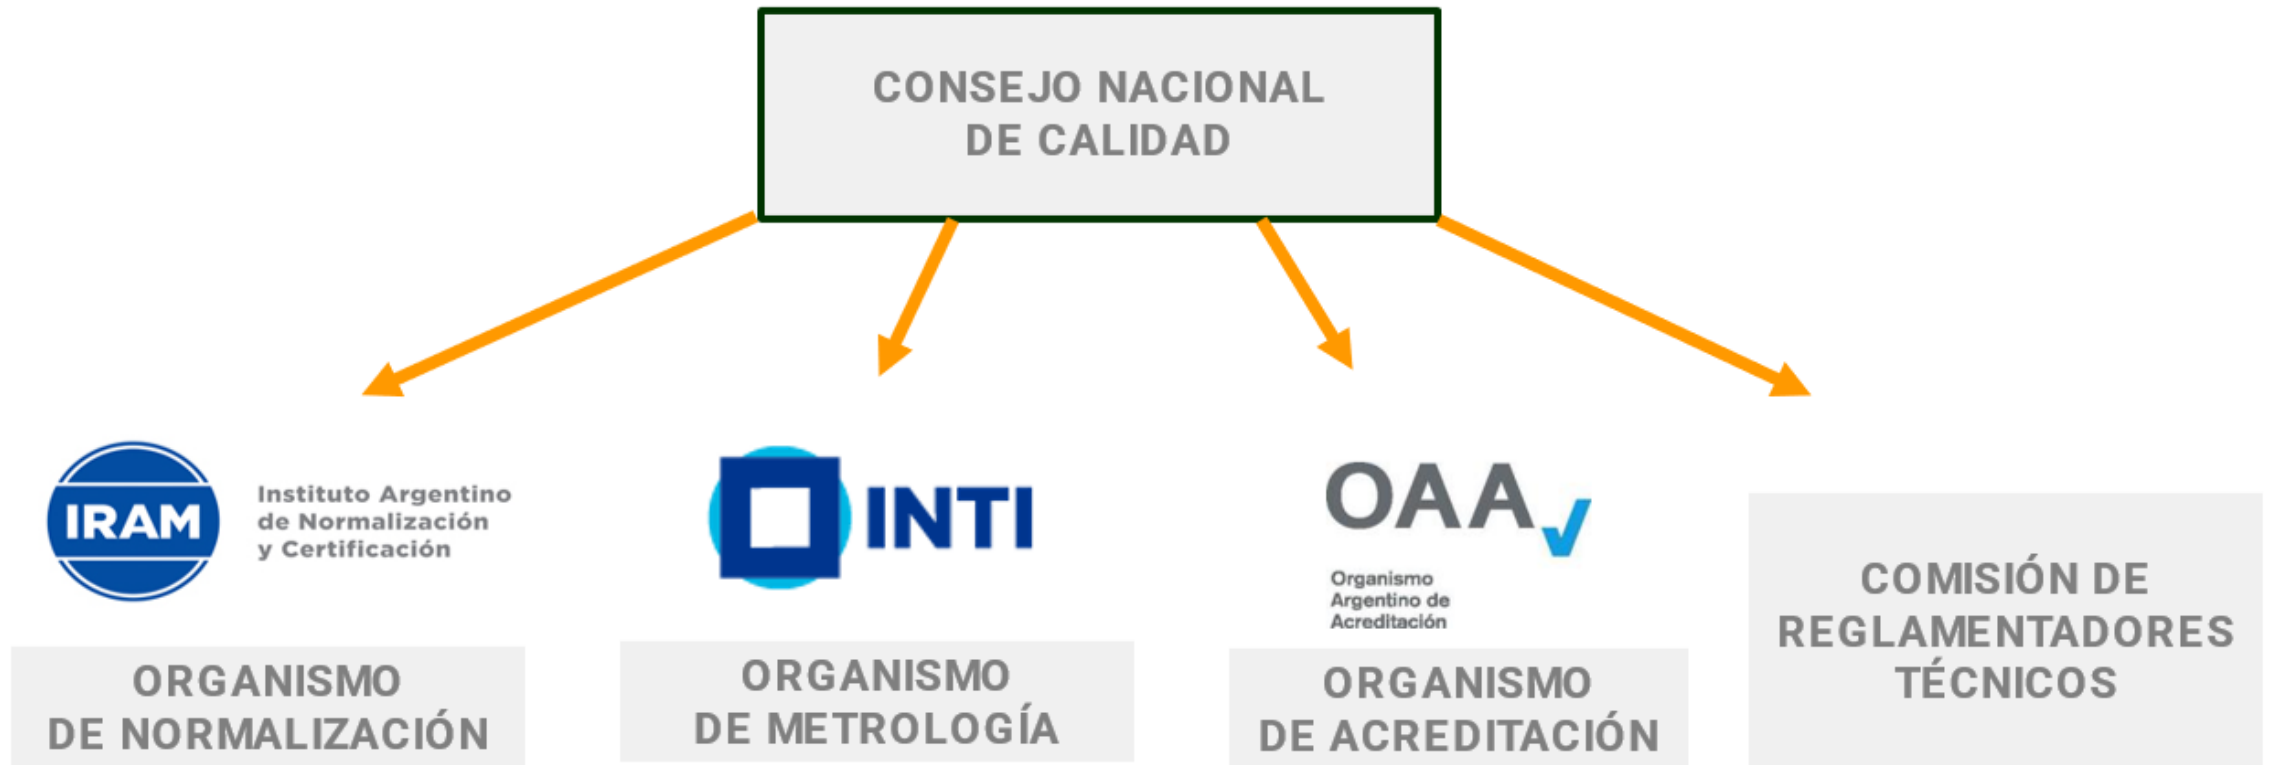 CONSEJO NACIONAL
DE CALIDAD
IRAM
Instituto Argentino
de Normalización
y Certificación
ORGANISMO
DE NORMALIZACIÓN
INTI
ORGANISMO
DE METROLOGÍA
OAA
Organismo
Argentino de
Acreditación
ORGANISMO
DE ACREDITACIÓN
COMISIÓN DE
REGLAMENTADORES
TÉCNICOS